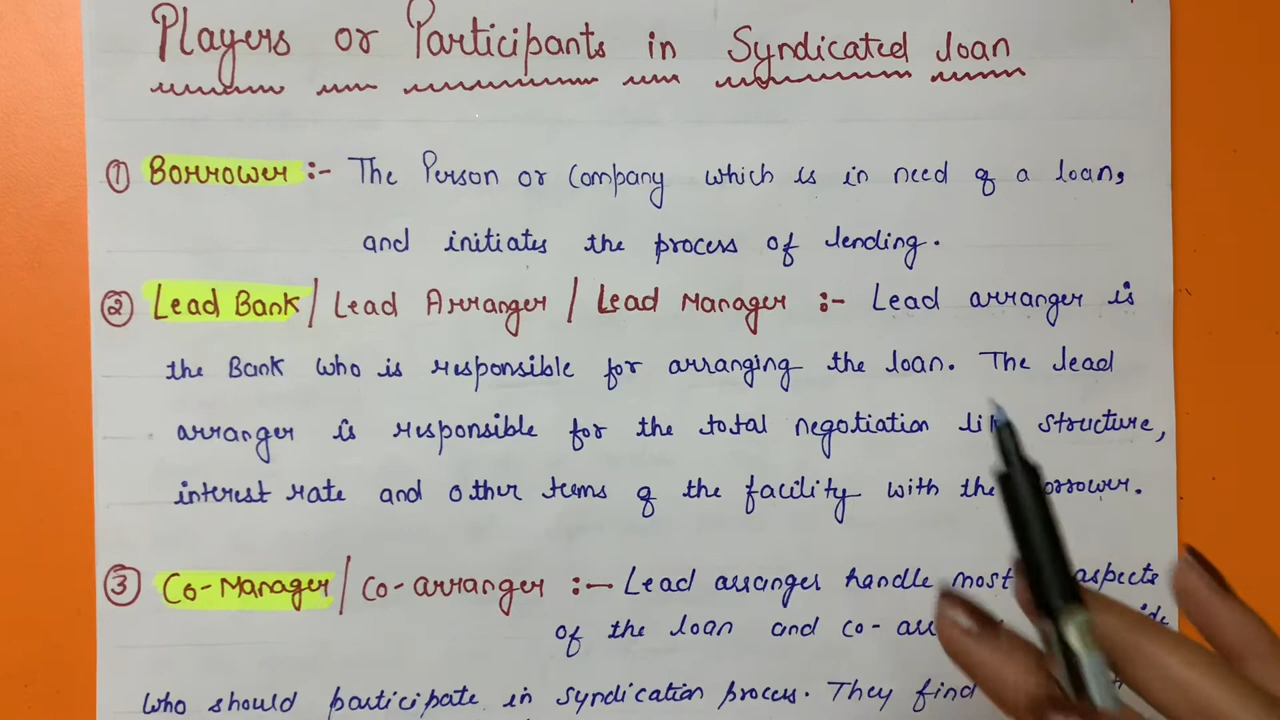 Players or Participants in Syndicated loan
① Borrower :- The Person or Company which is in need of a loan,
and initiates the process of lending.
② Lead Bank / Lead Arranger / Lead Manager :- Lead arranger is
the Bank who is responsible for arranging the loan. The lead
arranger is responsible for the total negotiation structure,
interest rate and other terms of the facility with the
③ Co-Manager / Co-arranger :- Lead arranger handle most aspects
of the loan and co-
who should participate in syndication process. They find